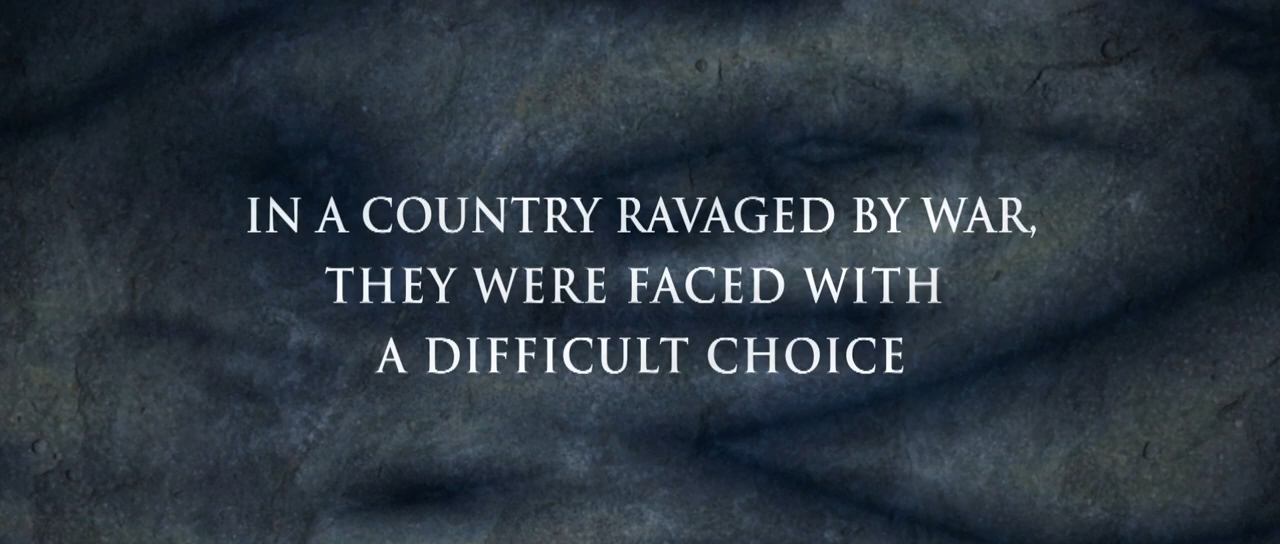 IN A COUNTRY RAVAGED BY WAR,
THEY WERE FACED WITH
A DIFFICULT CHOICE